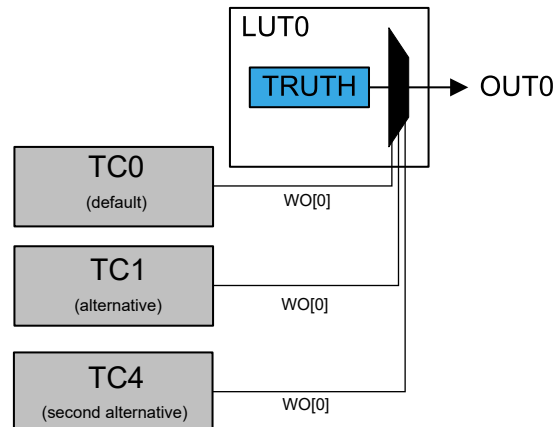 LUT0
TRUTH
OUT0
TC0
(default)
WO[0]
TC1
(alternative)
WO[0]
TC4
(second alternative)
WO[0]